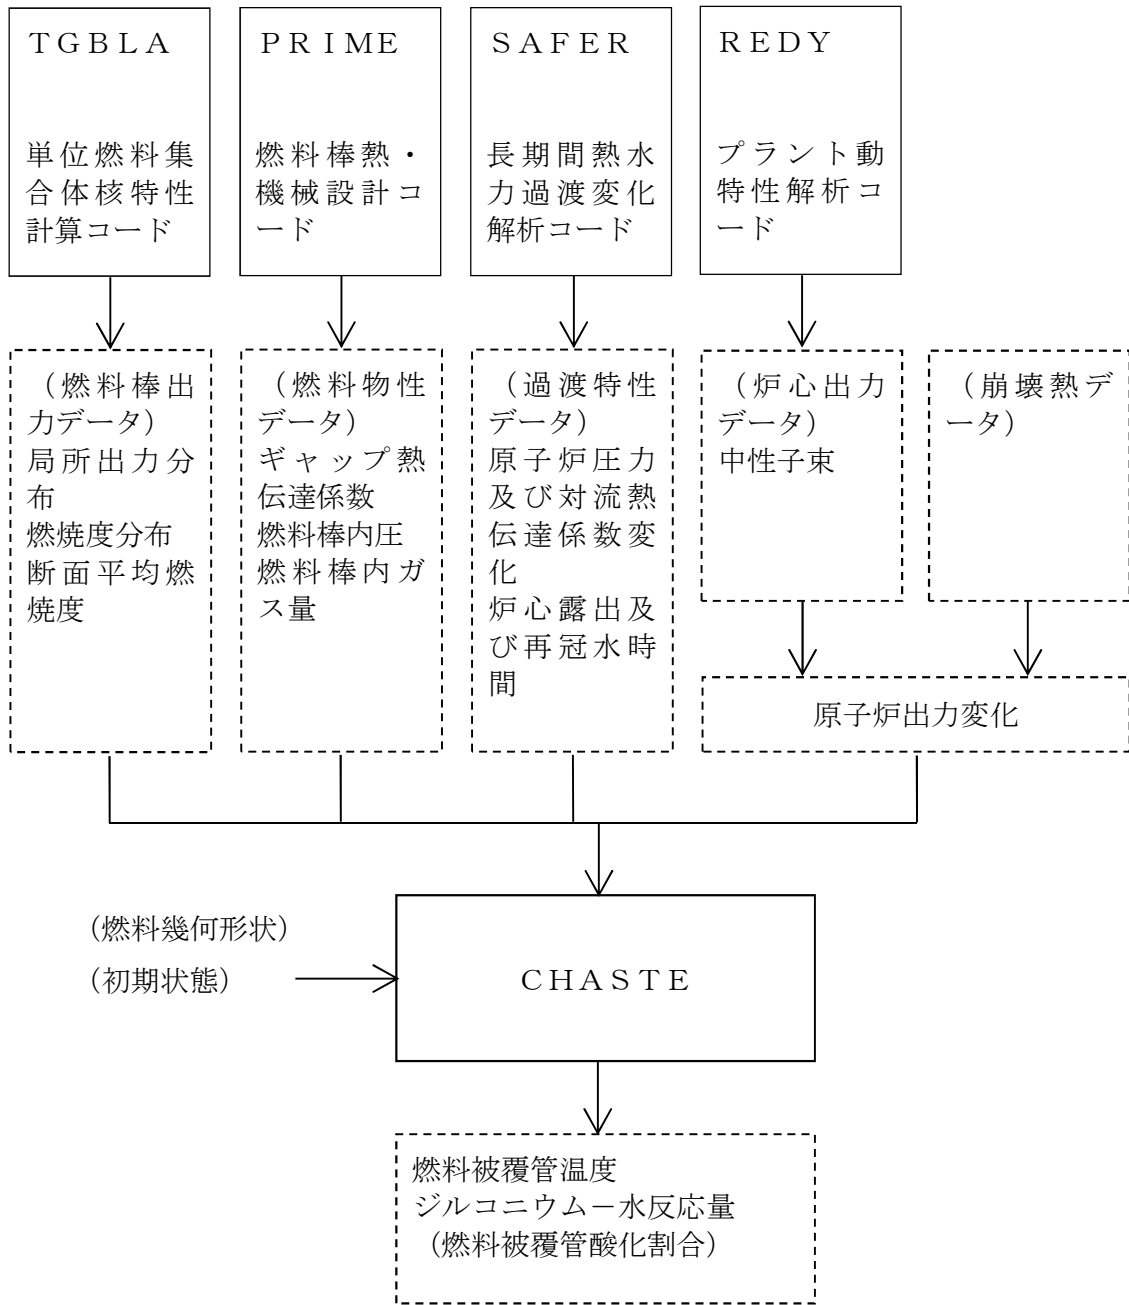 ＴＧＢＬＡ
単位燃料集
合体核特性
計算コード
ＰＲＩＭＥ
燃料棒熱・
機械設計コ
ード
ＳＡＦＥＲ
長期間熱水
力過渡変化
解析コード
ＲＥＤＹ
プラント動
特性解析コ
ード
（燃料棒出
力データ）
局所出力分
布
燃焼度分布
断面平均燃
焼度
（燃料物性
データ）
ギャップ熱
伝達係数
燃料棒内圧
燃料棒内ガ
ス量
（過渡特性
データ）
原子炉圧力
及び対流熱
伝達係数変
化
炉心露出及
び再冠水時
間
（炉心出力
データ）
中性子束
（崩壊熱デ
ータ）
原子炉出力変化
（燃料幾何形状）
（初期状態）
ＣＨＡＳＴＥ
燃料被覆管温度
ジルコニウム－水反応量
（燃料被覆管酸化割合）